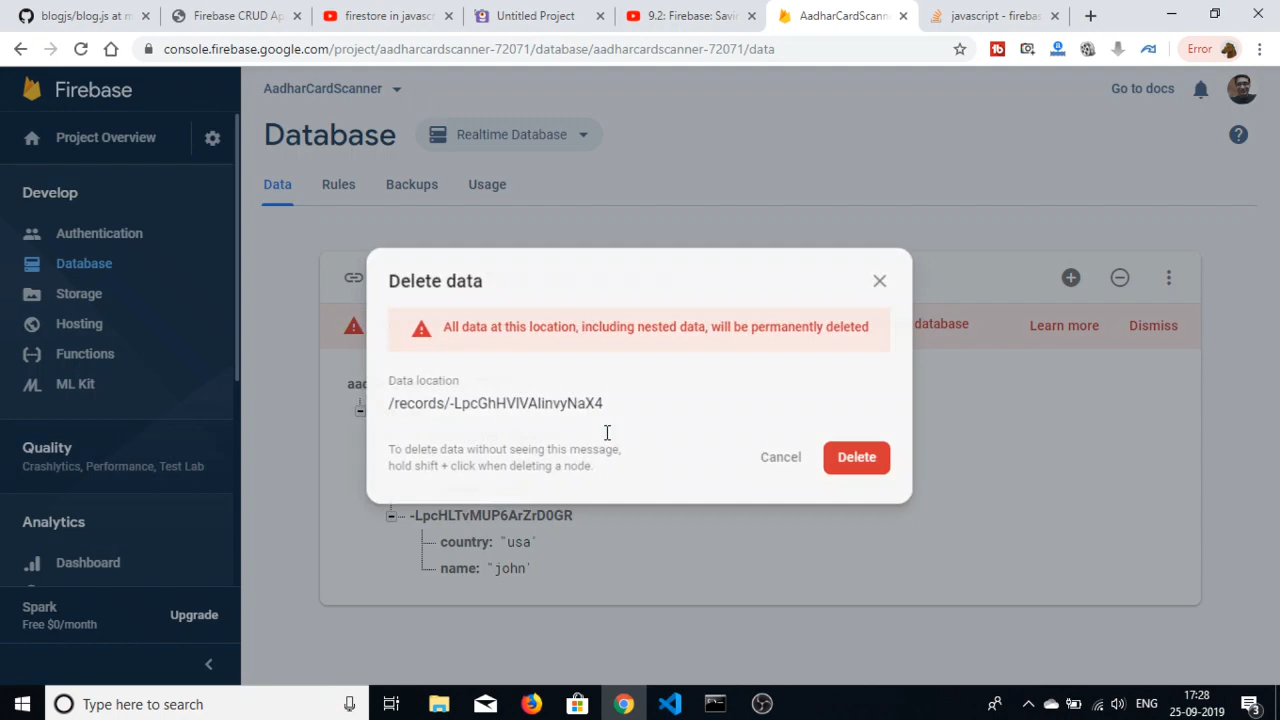 blogjs/blog.js at m
Firebase CRUD Ap
firestore in javasc
Untitled Project
9.2: Firebase: Savi
AadharCardScann
javascript - fireba
console.firebase.google.com/project/aadharcardscanner-72071/database/aadharcardscanner-72071/data
Error
Firebase
AadharCardScanner
Go to docs
Project Overview
Database
Realtime Database
Develop
Data
Rules
Backups
Usage
Authentication
Database
Storage
Hosting
Functions
ML Kit
database
Learn more
Dismiss
Delete data
All data at this location, including nested data, will be permanently deleted
Data location
/records/-LpcGhHVlVAlinvyNaX4
To delete data without seeing this message,
hold shift + click when deleting a node.
Cancel
Delete
aad
-LpcHLTvMUP6ArZrD0GR
country: "usa"
name: "john"
Quality
Crashlytics, Performance, Test Lab
Analytics
Dashboard
Spark
Free $0/month
Upgrade
Type here to search
ENG
17:28
25-09-2019
3